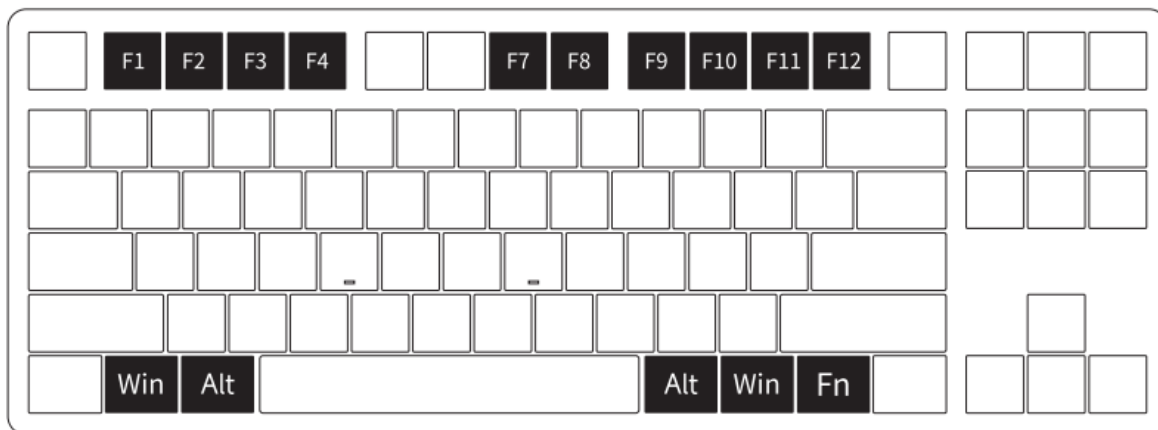 F1 F2 F3 F4 F7 F8 F9 F10 F11 F12
Win Alt Alt Win Fn